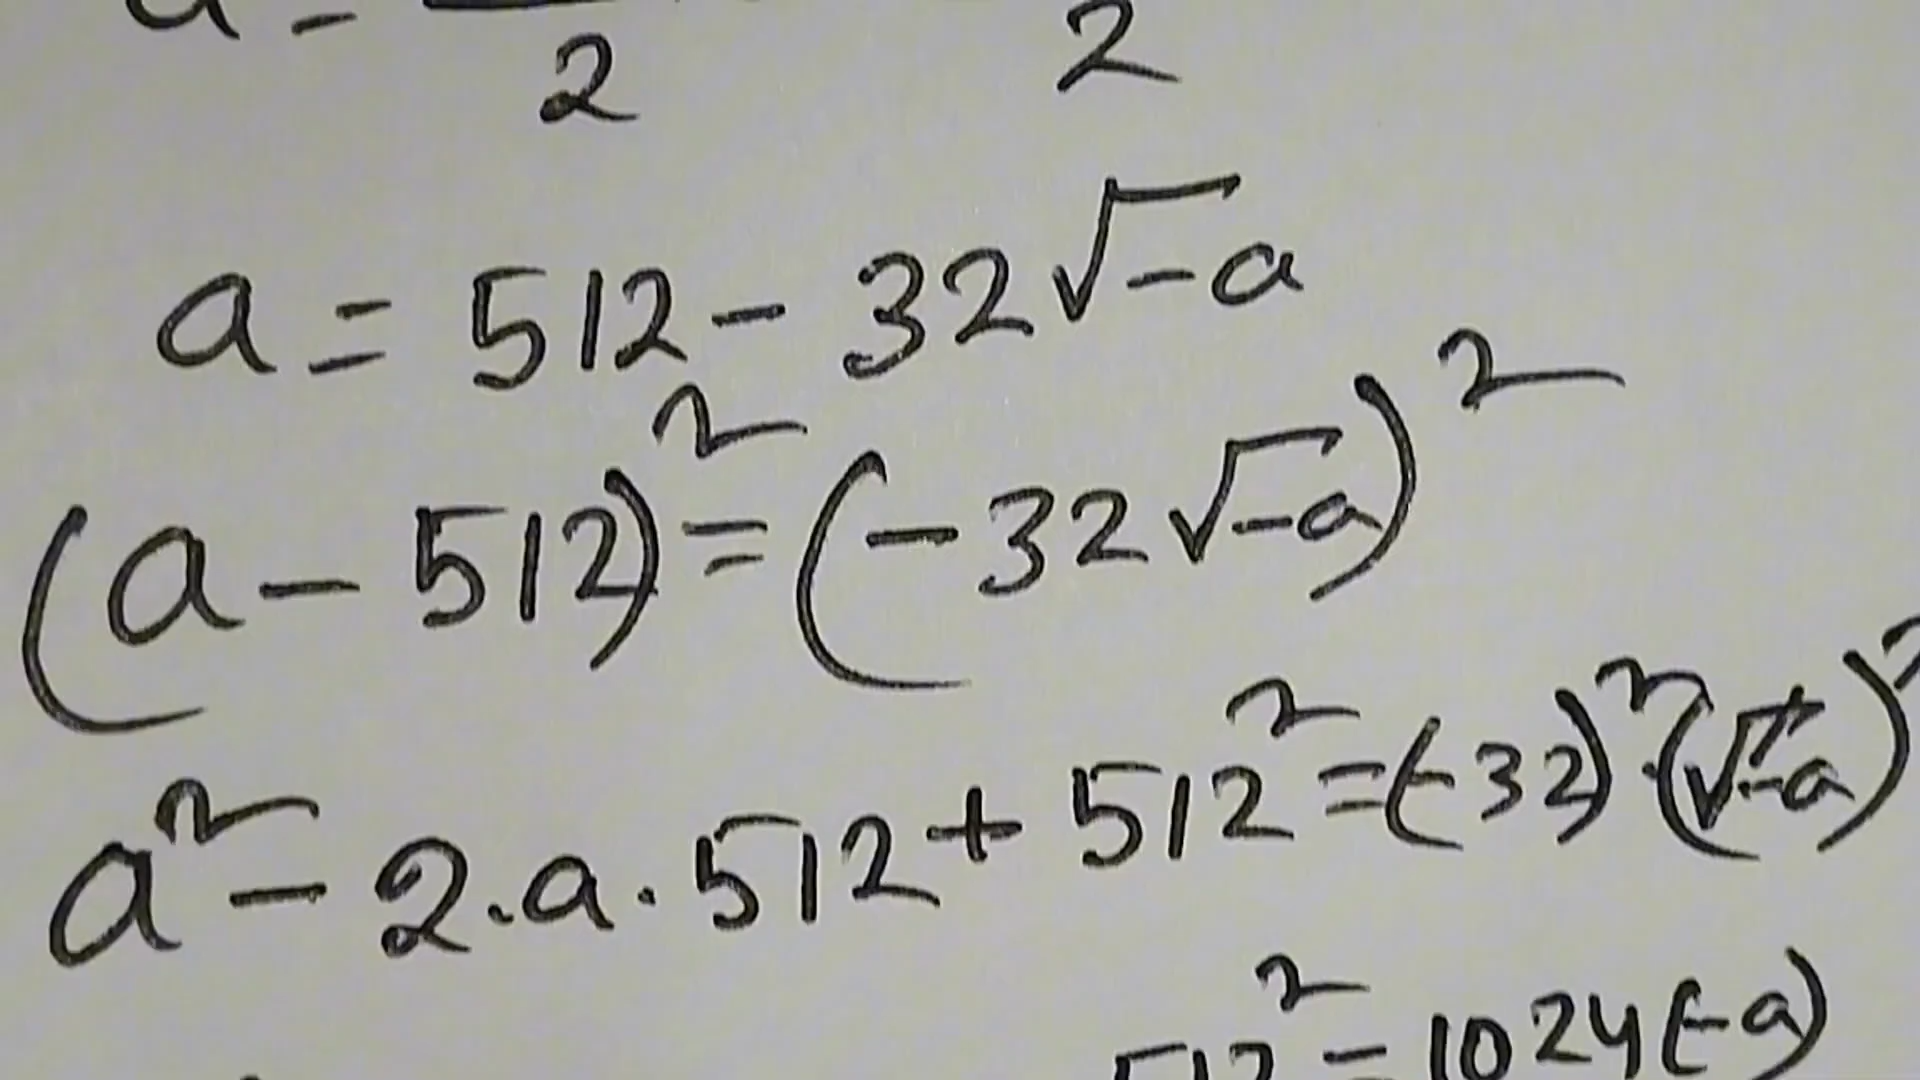 a = 2 2
a = 512 - 32√-a
(a - 512)² = (-32√-a)²
a² - 2.a.512 + 512² = (-32)².(√-a)²
512² = 1024(-a)